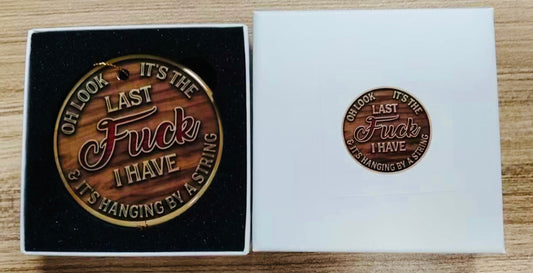 OH LOOK IT'S THE
LAST
Fuck
I HAVE
& IT'S HANGING BY A STRING
OH LOOK IT'S THE
LAST
Fuck
I HAVE
& IT'S HANGING BY A STRING